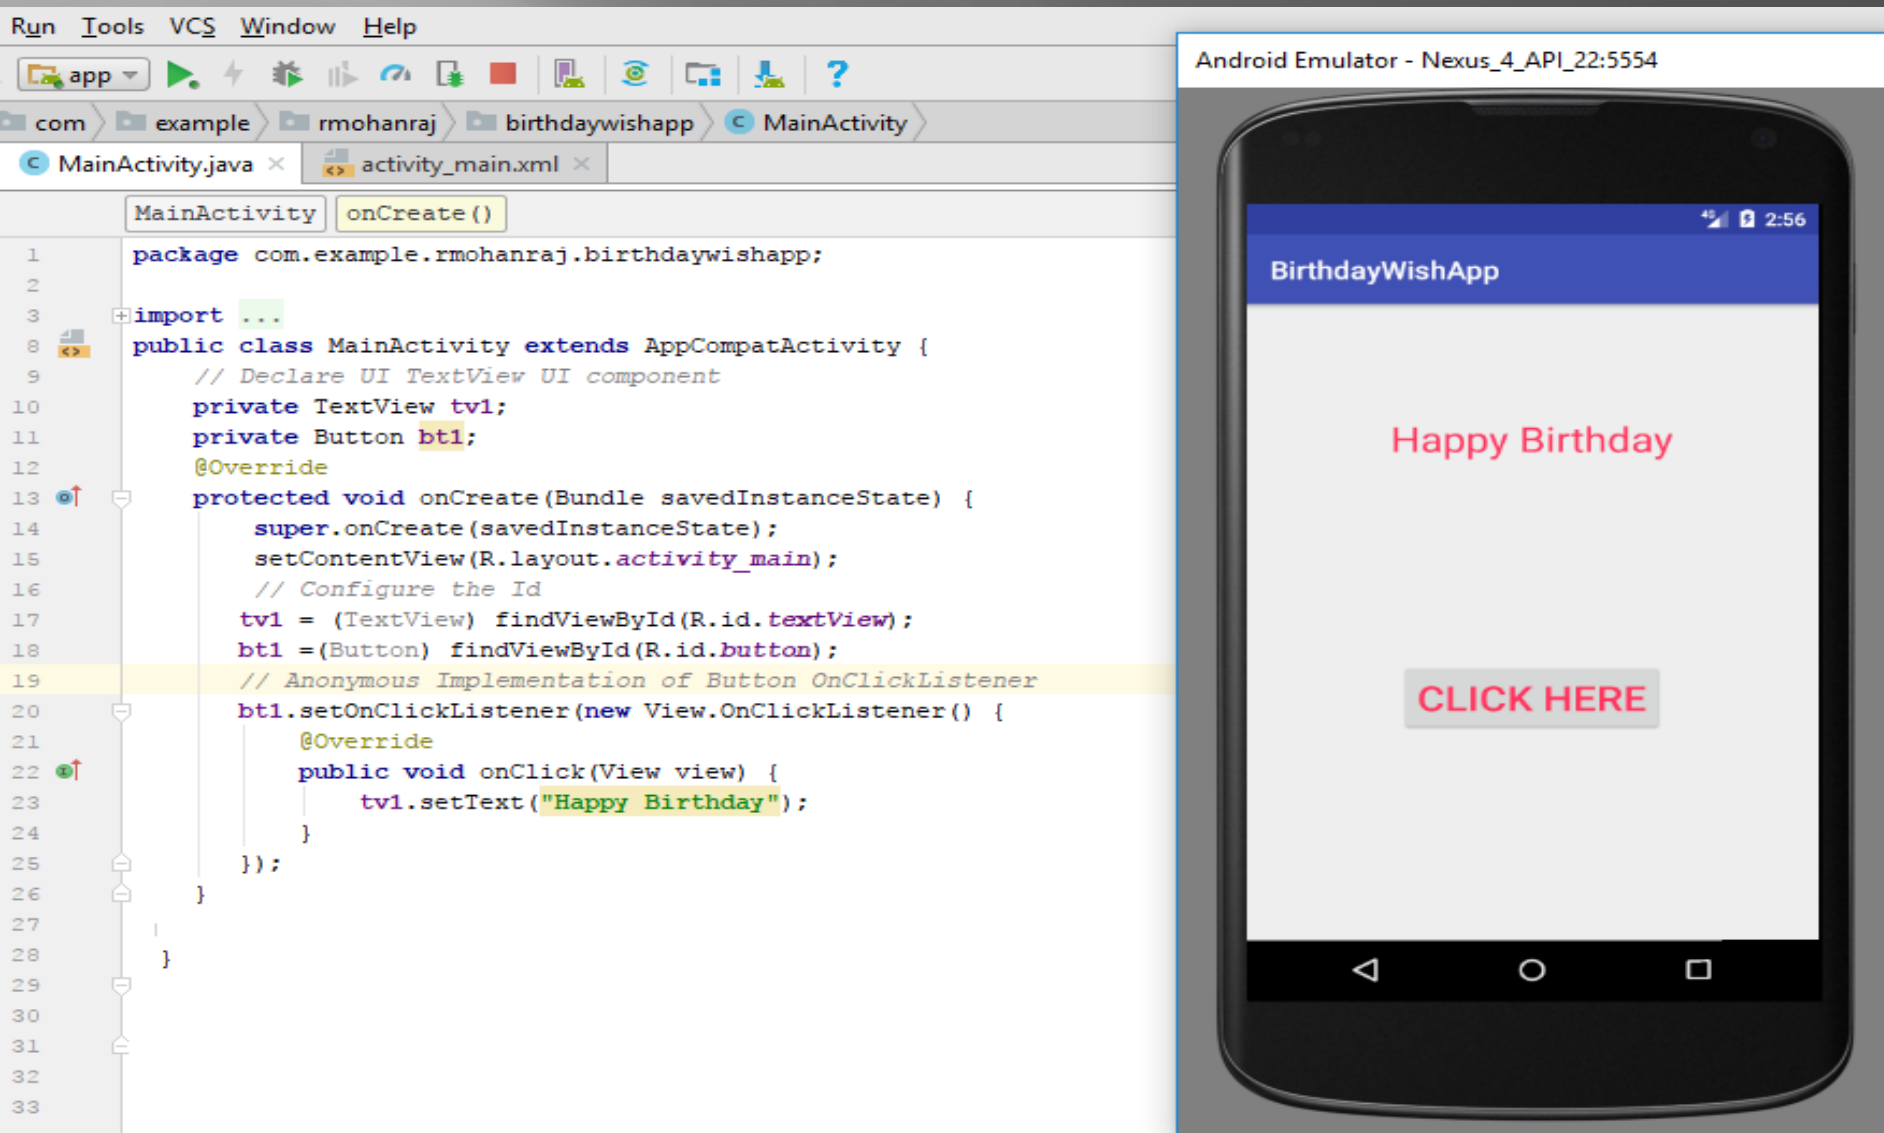 Run Tools VCS Window Help
app
com example rmohanraj birthdaywishapp MainActivity
MainActivity.java activity_main.xml
MainActivity onCreate()
1 package com.example.rmohanraj.birthdaywishapp;
2
3 import ...
8 public class MainActivity extends AppCompatActivity {
9 // Declare UI TextView UI component
10 private TextView tv1;
11 private Button bt1;
12 @Override
13 protected void onCreate(Bundle savedInstanceState) {
14 super.onCreate(savedInstanceState);
15 setContentView(R.layout.activity_main);
16 // Configure the Id
17 tv1 = (TextView) findViewById(R.id.textView);
18 bt1 =(Button) findViewById(R.id.button);
19 // Anonymous Implementation of Button OnClickListener
20 bt1.setOnClickListener(new View.OnClickListener() {
21 @Override
22 public void onClick(View view) {
23 tv1.setText("Happy Birthday");
24 }
25 });
26 }
27
28 }
29
30
31
32
33
Android Emulator - Nexus_4_API_22:5554
4G 2:56
BirthdayWishApp
Happy Birthday
CLICK HERE